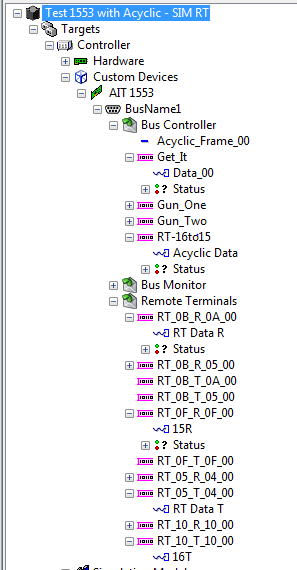 Test 1553 with Acyclic - SIM RT
Targets
Controller
Hardware
Custom Devices
AIT 1553
BusName1
Bus Controller
Acyclic_Frame_00
Get_It
Data_00
Status
Gun_One
Gun_Two
RT-16to15
Acyclic Data
Status
Bus Monitor
Remote Terminals
RT_0B_R_0A_00
RT Data R
Status
RT_0B_R_05_00
RT_0B_T_0A_00
RT_0B_T_05_00
RT_0F_R_0F_00
15R
Status
RT_0F_T_0F_00
RT_05_R_04_00
RT_05_T_04_00
RT Data T
RT_10_R_10_00
RT_10_T_10_00
16T